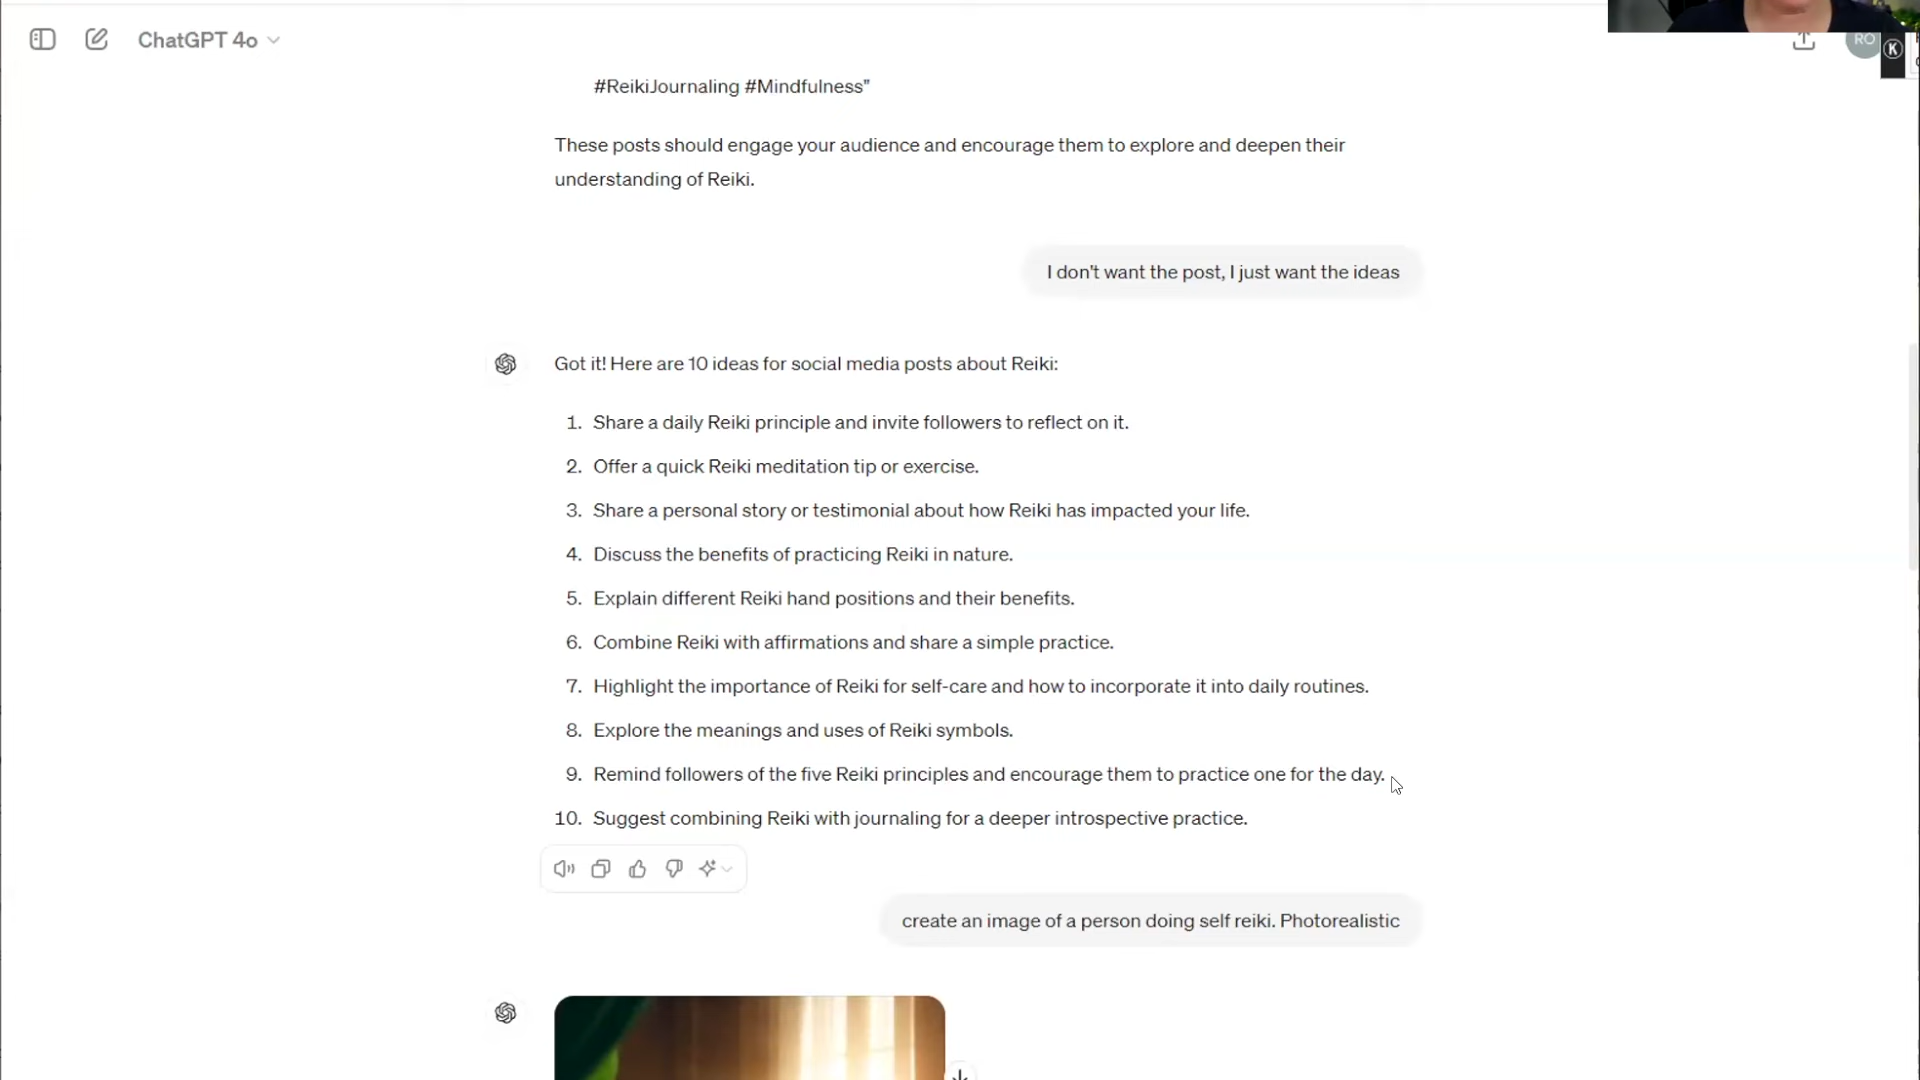 ChatGPT 4o
RO
K
#ReikiJournaling #Mindfulness"
These posts should engage your audience and encourage them to explore and deepen their
understanding of Reiki.
I don't want the post, I just want the ideas
Got it! Here are 10 ideas for social media posts about Reiki:
1. Share a daily Reiki principle and invite followers to reflect on it.
2. Offer a quick Reiki meditation tip or exercise.
3. Share a personal story or testimonial about how Reiki has impacted your life.
4. Discuss the benefits of practicing Reiki in nature.
5. Explain different Reiki hand positions and their benefits.
6. Combine Reiki with affirmations and share a simple practice.
7. Highlight the importance of Reiki for self-care and how to incorporate it into daily routines.
8. Explore the meanings and uses of Reiki symbols.
9. Remind followers of the five Reiki principles and encourage them to practice one for the day.
10. Suggest combining Reiki with journaling for a deeper introspective practice.
create an image of a person doing self reiki. Photorealistic